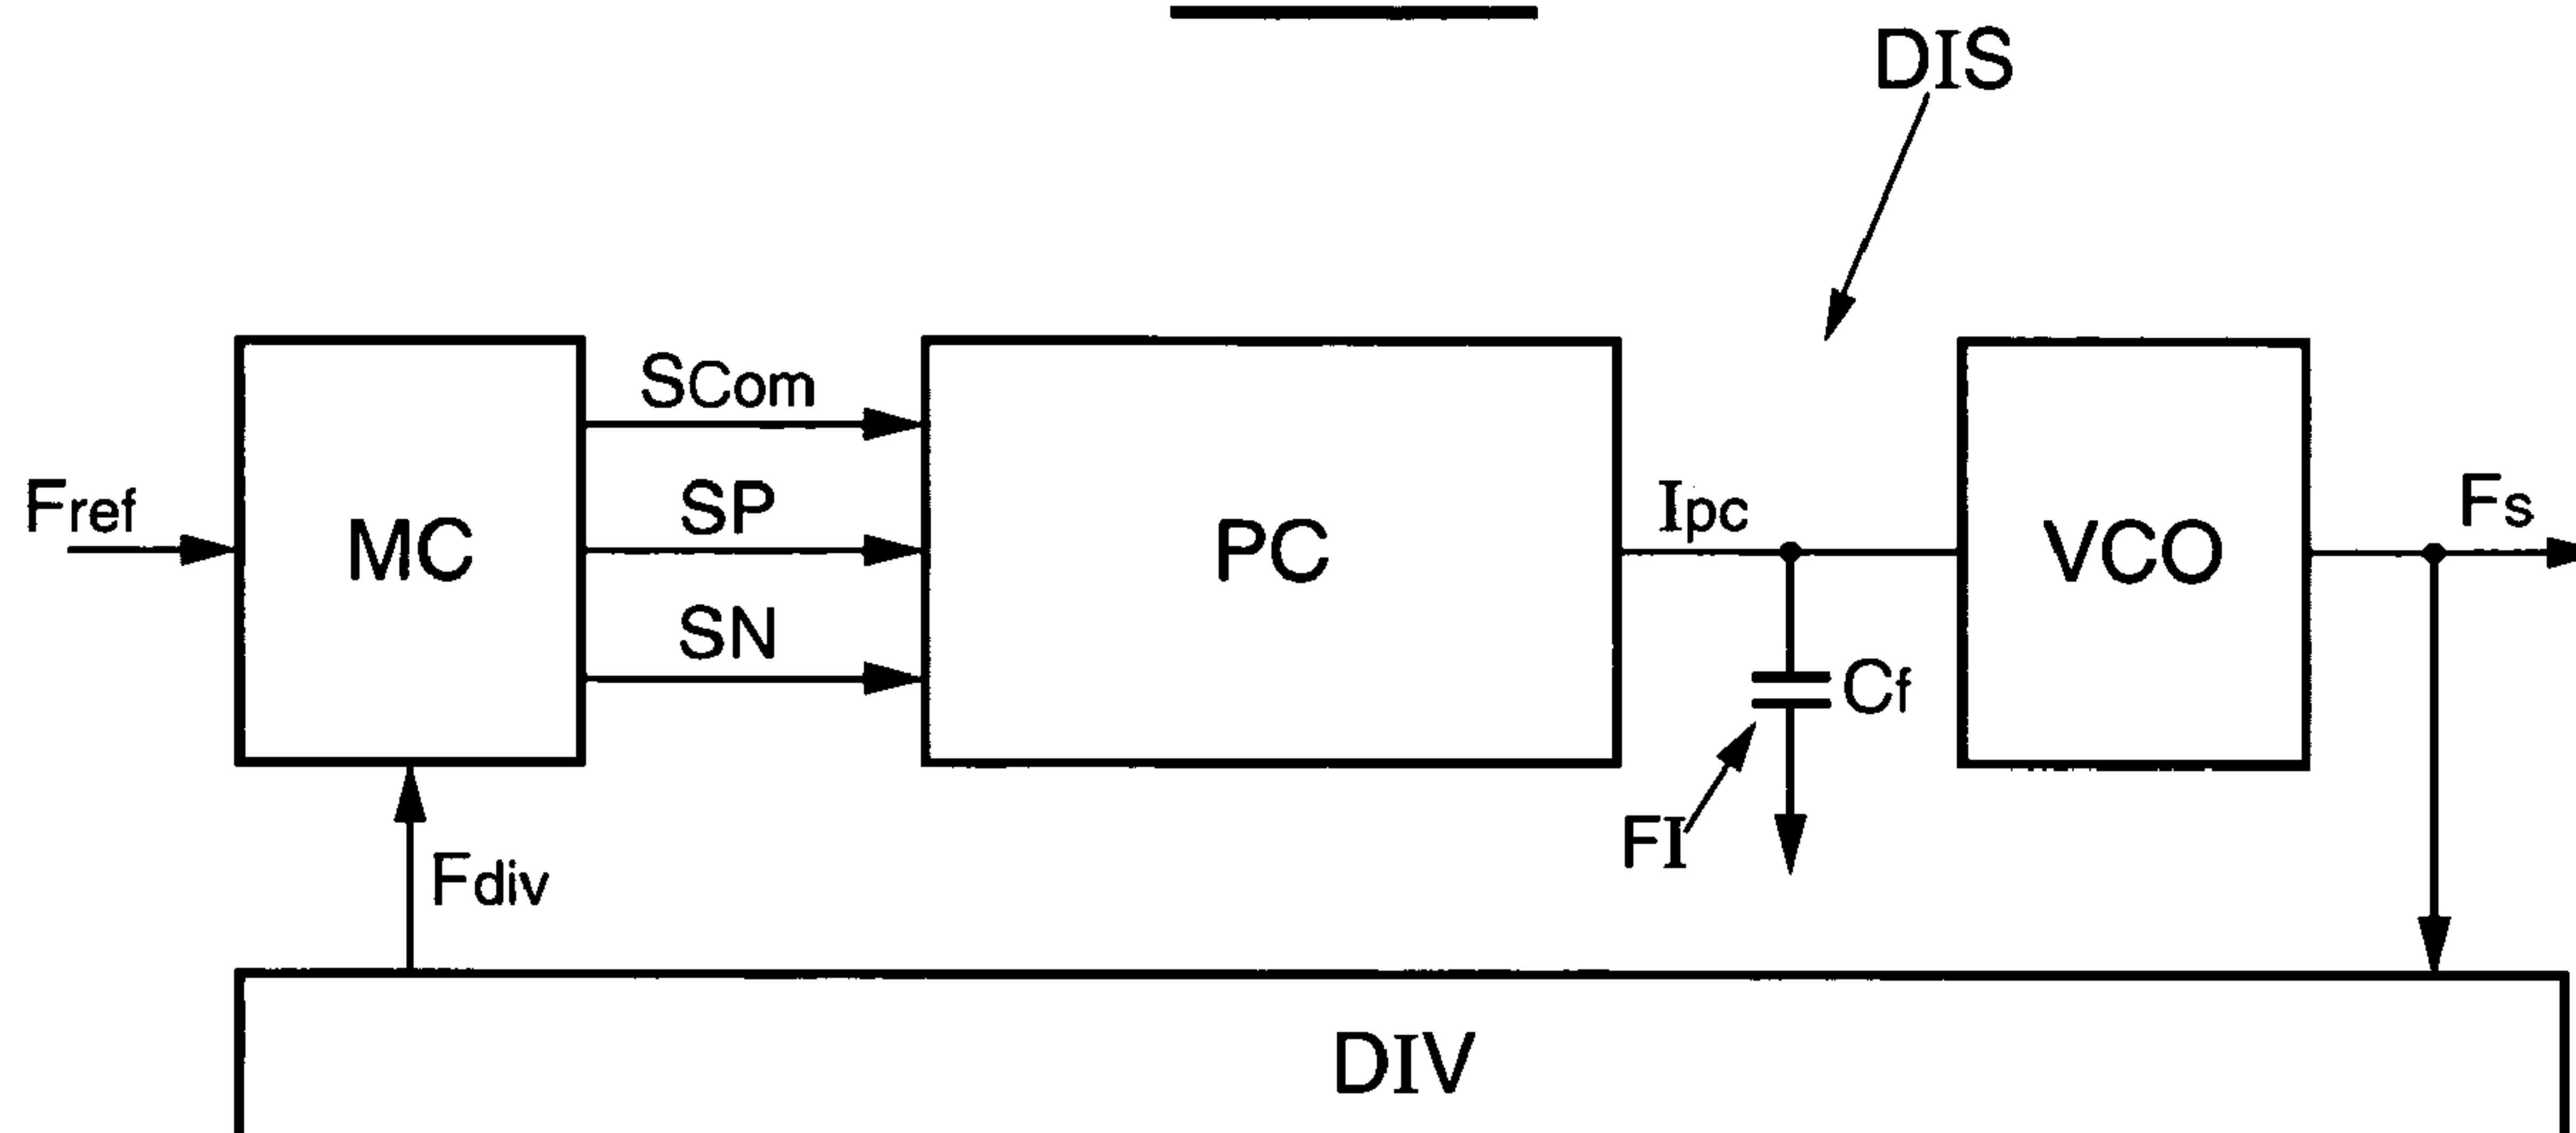 DIS
SCom
Fref
MC
SP
SN
PC
Ipc
VCO
Fs
Cf
FI
Fdiv
DIV